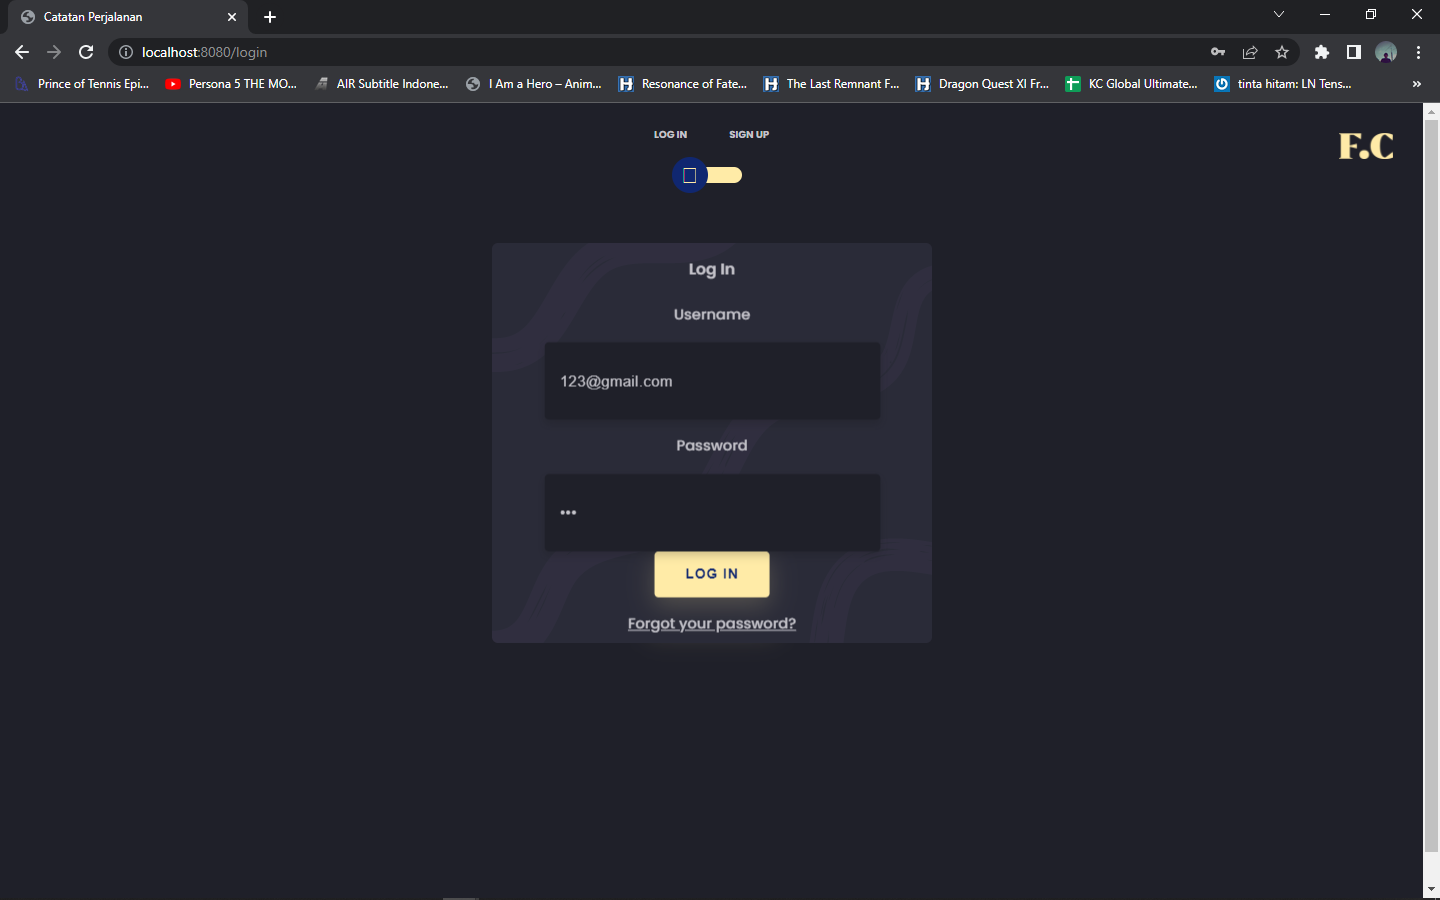 Catatan Perjalanan
localhost:8080/login
Prince of Tennis Epi...
Persona 5 THE MO...
AIR Subtitle Indone...
I Am a Hero – Anim...
Resonance of Fate...
The Last Remnant F...
Dragon Quest XI Fr...
KC Global Ultimate...
tinta hitam: LN Tens...
LOG IN
SIGN UP
F.C
Log In
Username
123@gmail.com
Password
•••
LOG IN
Forgot your password?